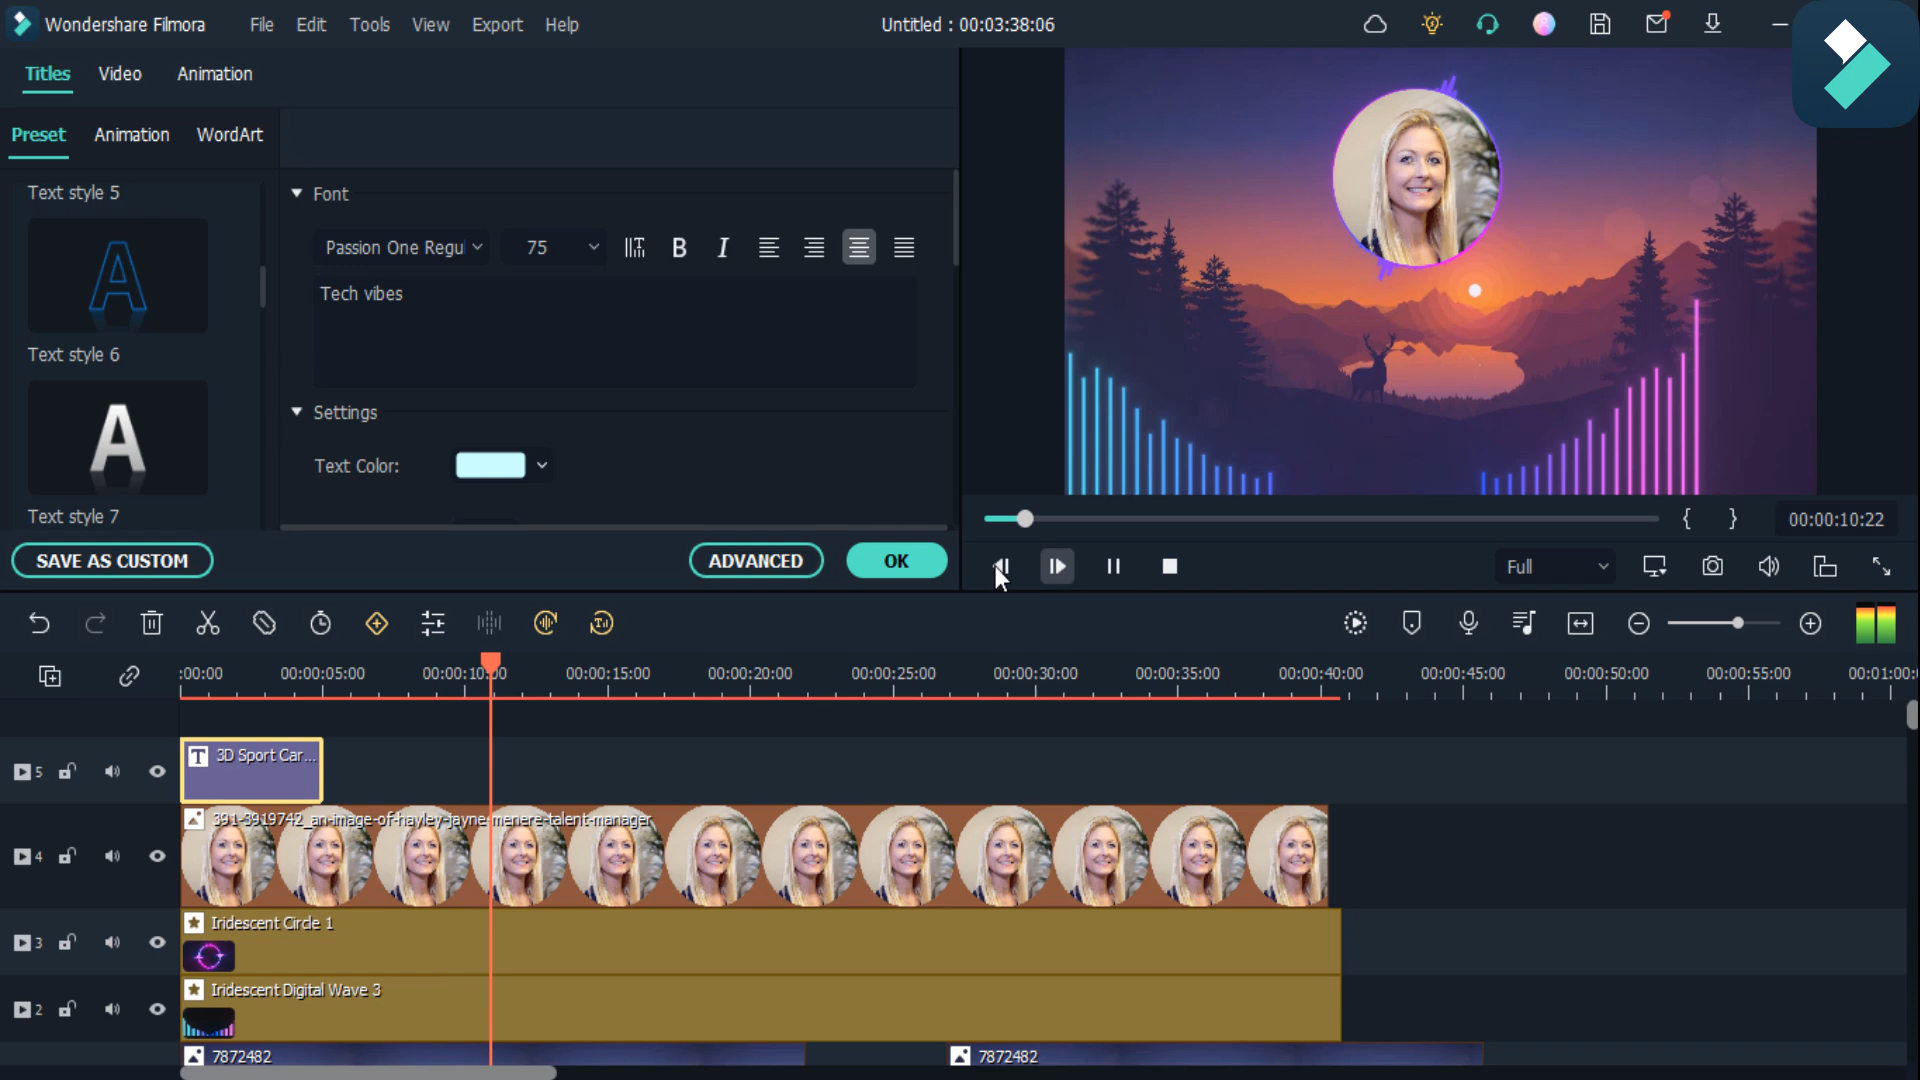 Wondershare Filmora File Edit Tools View Export Help Untitled : 00:03:38:06
Titles Video Animation
Preset Animation WordArt
Text style 5
Text style 6
Text style 7
Font
Passion One Regul 75 B I
Tech vibes
Settings
Text Color:
SAVE AS CUSTOM ADVANCED OK
{ } 00:00:10:22
Full
:00:00 00:00:05:00 00:00:10:00 00:00:15:00 00:00:20:00 00:00:25:00 00:00:30:00 00:00:35:00 00:00:40:00 00:00:45:00 00:00:50:00 00:00:55:00 00:01:00:0
5 T 3D Sport Car...
4 391-3919742_an-image-of-hayley-jayne-menere-talent-manager
3 Iridescent Circle 1
2 Iridescent Digital Wave 3
7872482 7872482